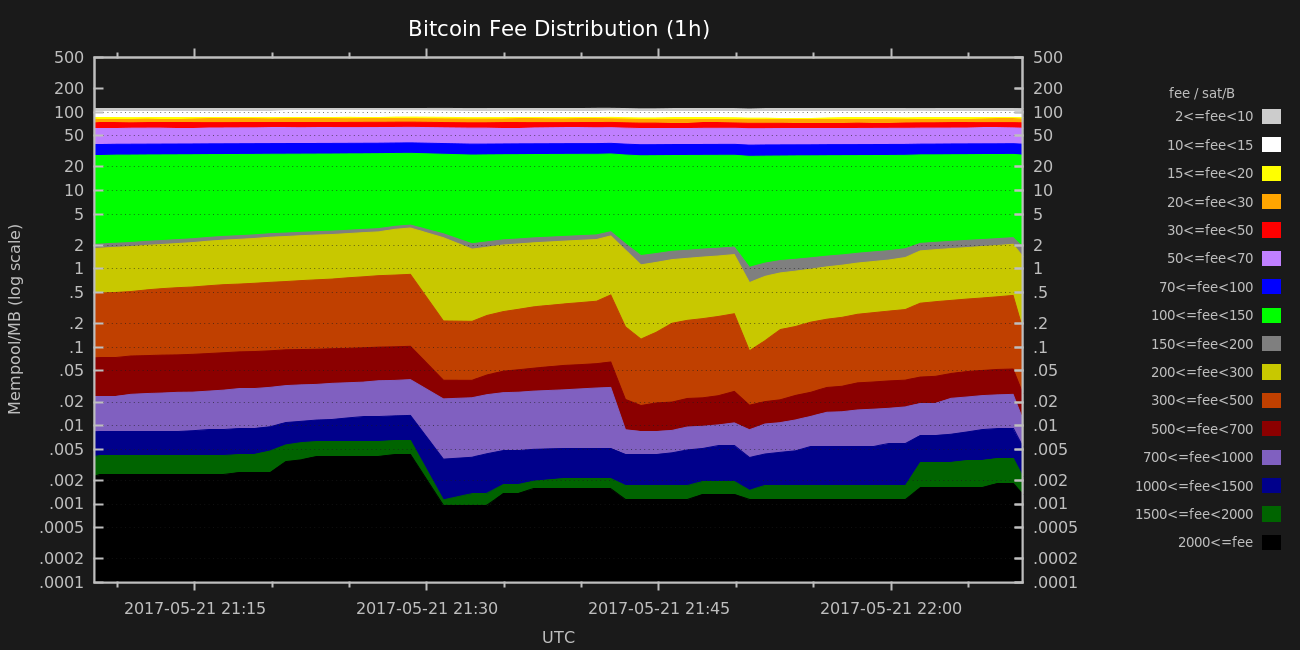 Bitcoin Fee Distribution (1h)
500 500
200 200
100 100
50 50
20 20
10 10
5 5
2 2
1 1
.5 .5
.2 .2
.1 .1
.05 .05
.02 .02
.01 .01
.005 .005
.002 .002
.001 .001
.0005 .0005
.0002 .0002
.0001 .0001
Mempool/MB (log scale)
2017-05-21 21:15 2017-05-21 21:30 2017-05-21 21:45 2017-05-21 22:00
UTC
fee / sat/B
2<=fee<10
10<=fee<15
15<=fee<20
20<=fee<30
30<=fee<50
50<=fee<70
70<=fee<100
100<=fee<150
150<=fee<200
200<=fee<300
300<=fee<500
500<=fee<700
700<=fee<1000
1000<=fee<1500
1500<=fee<2000
2000<=fee